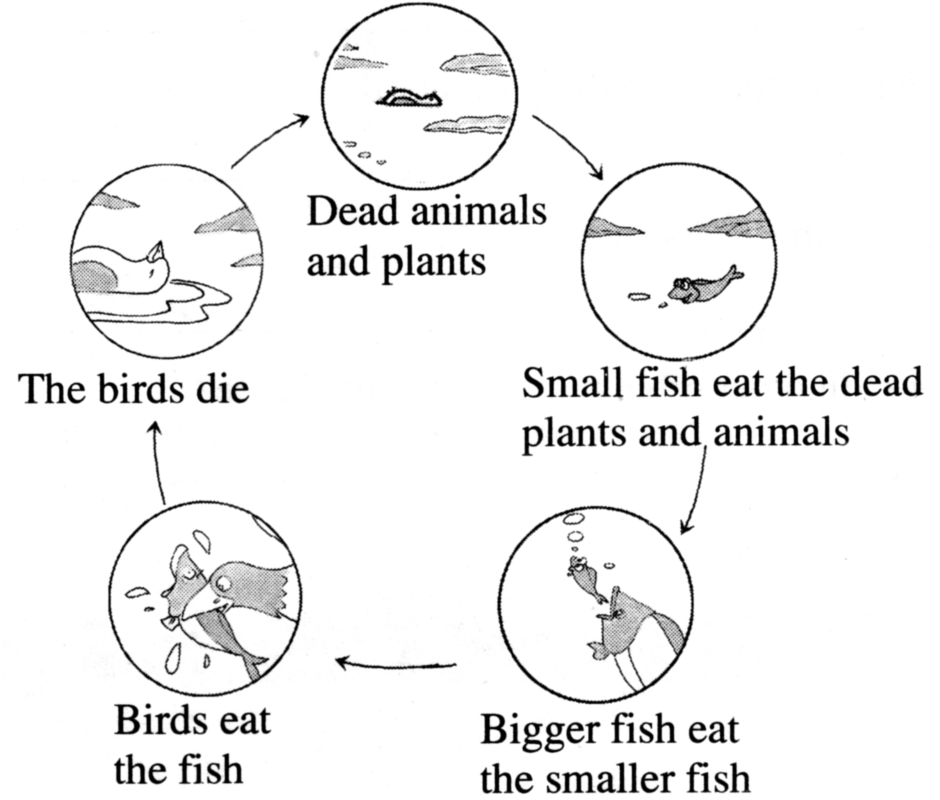 Dead animals
and plants
Small fish eat the dead
plants and animals
Bigger fish eat
the smaller fish
Birds eat
the fish
The birds die